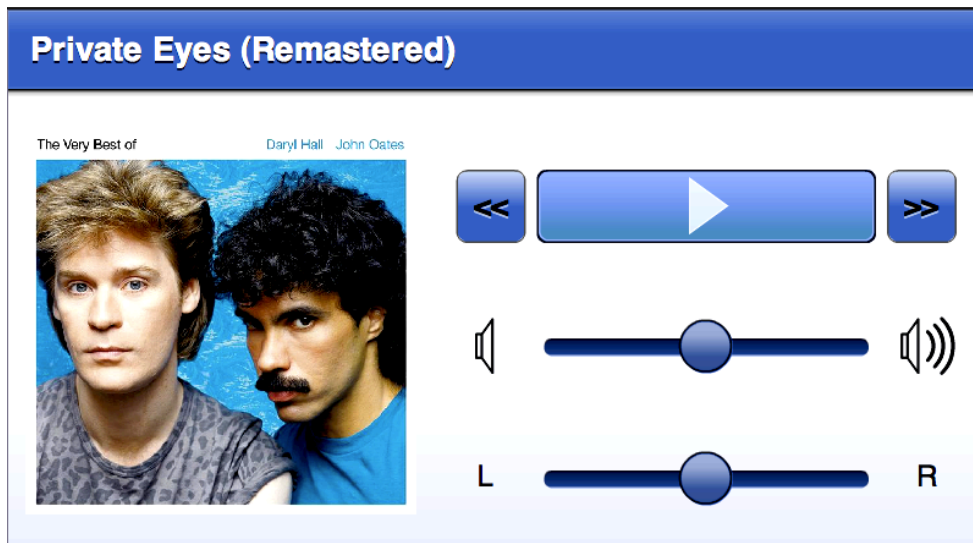 Private Eyes (Remastered)
The Very Best of Daryl Hall John Oates
<< >>
L R